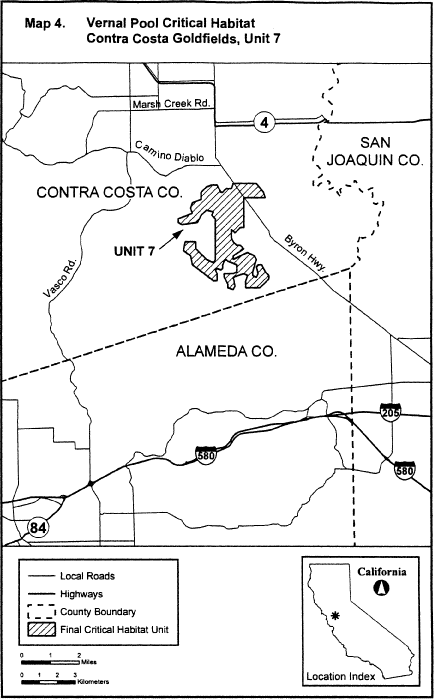 Map 4. Vernal Pool Critical Habitat
Contra Costa Goldfields, Unit 7
Marsh Creek Rd.
4
Camino Diablo
SAN
JOAQUIN CO.
CONTRA COSTA CO.
UNIT 7
Byron Hwy.
Vasco Rd.
ALAMEDA CO.
205
580
580
84
Local Roads
Highways
County Boundary
Final Critical Habitat Unit
0 1 2
Miles
0 1 2 3
Kilometers
California
Location Index